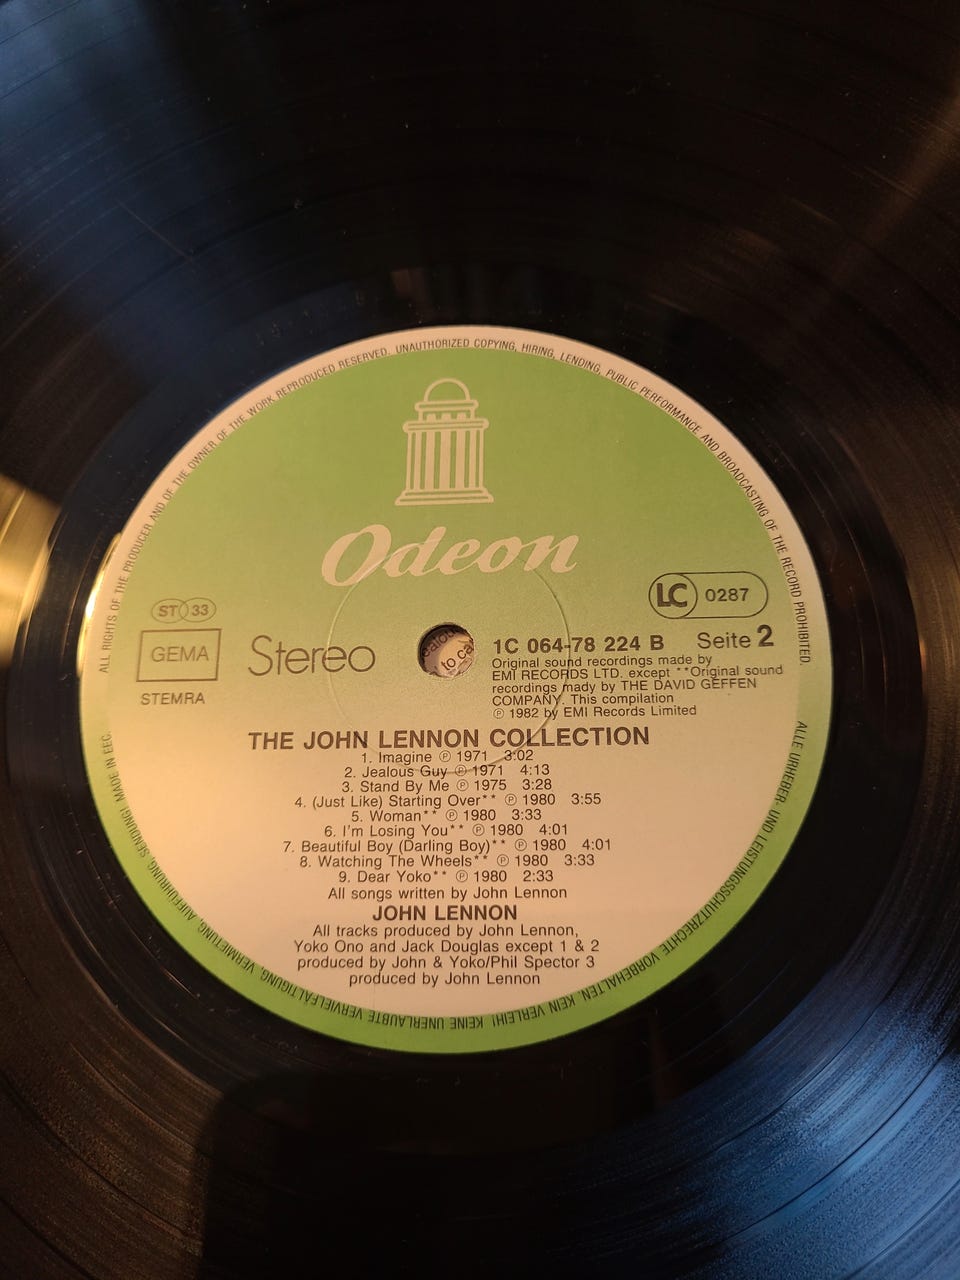 ALL RIGHTS OF THE PRODUCER AND OF THE OWNER OF THE WORK REPRODUCED RESERVED. UNAUTHORIZED COPYING, HIRING, LENDING, PUBLIC PERFORMANCE AND BROADCASTING OF THE RECORD PROHIBITED.
Odeon
LC 0287
ST 33
GEMA
STEMRA
Stereo
1C 064-78 224 B Seite 2
Original sound recordings made by
EMI RECORDS LTD. except **Original sound
recordings made by THE DAVID GEFFEN
COMPANY. This compilation
℗ 1982 by EMI Records Limited
THE JOHN LENNON COLLECTION
1. Imagine ℗ 1971 3:02
2. Jealous Guy ℗ 1971 4:13
3. Stand By Me ℗ 1975 3:28
4. (Just Like) Starting Over** ℗ 1980 3:55
5. Woman** ℗ 1980 3:33
6. I'm Losing You** ℗ 1980 4:01
7. Beautiful Boy (Darling Boy)** ℗ 1980 4:01
8. Watching The Wheels** ℗ 1980 3:33
9. Dear Yoko** ℗ 1980 2:33
All songs written by John Lennon
JOHN LENNON
All tracks produced by John Lennon,
Yoko Ono and Jack Douglas except 1 & 2
produced by John & Yoko/Phil Spector 3
produced by John Lennon
ALLE URHEBER- UND LEISTUNGSSCHUTZRECHTE VORBEHALTEN. KEIN VERLEIH! KEINE UNERLAUBTE VERVIELFÄLTIGUNG, VERMIETUNG, AUFFÜHRUNG, SENDUNG! MADE IN EEC.
to ca